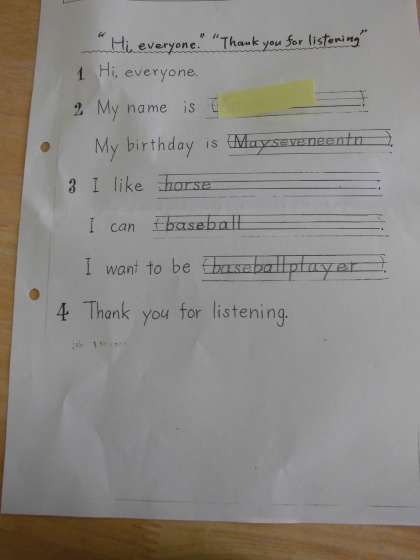 "Hi, everyone." "Thank you for listening"
1 Hi, everyone.
2 My name is ( ).
My birthday is (Mayseveneentn).
3 I like horse.
I can (baseball).
I want to be (baseballplayer).
4 Thank you for listening.